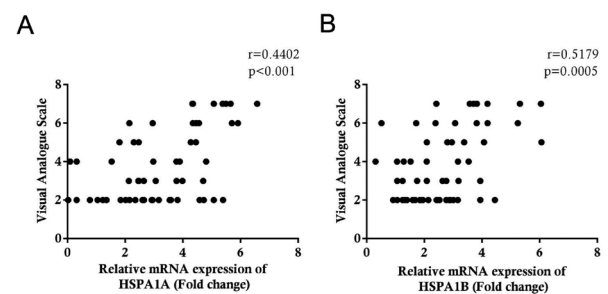 A
r=0.4402
p<0.001
Visual Analogue Scale
8
6
4
2
0
0 2 4 6 8
Relative mRNA expression of
HSPA1A (Fold change)
B
r=0.5179
p=0.0005
Visual Analogue Scale
8
6
4
2
0
0 2 4 6 8
Relative mRNA expression of
HSPA1B (Fold change)